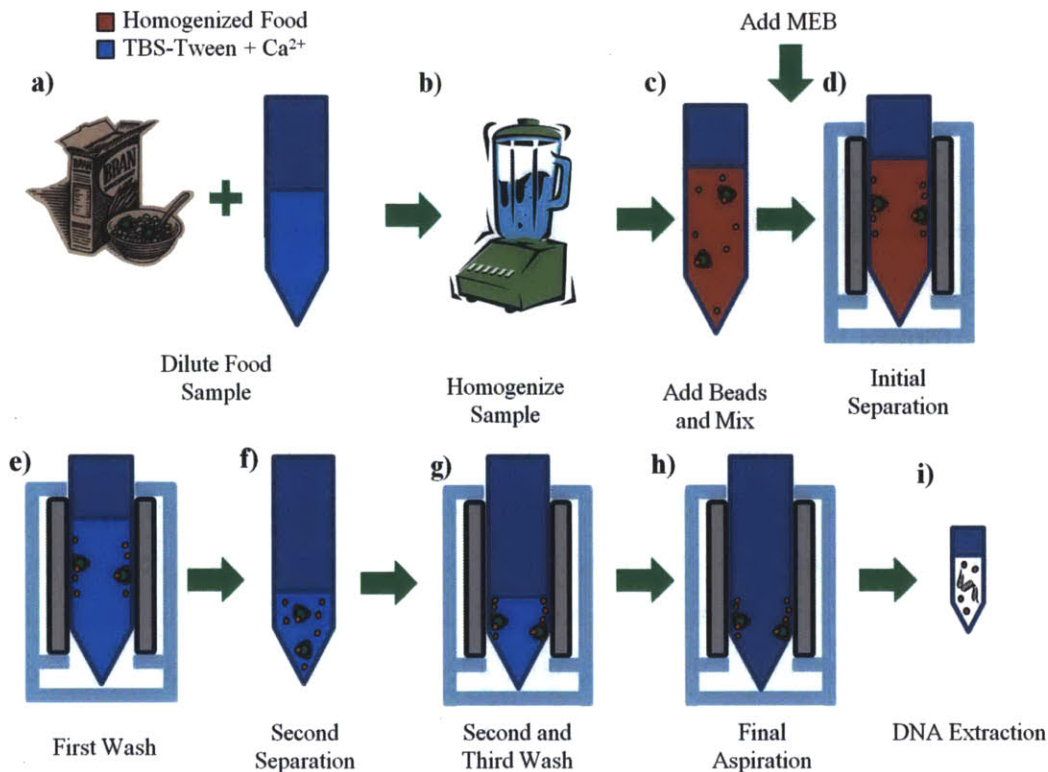 Homogenized Food
TBS-Tween + Ca²⁺
Add MEB
a)
b)
c)
d)
BRAN
Dilute Food
Sample
Homogenize
Sample
Add Beads
and Mix
Initial
Separation
e)
f)
g)
h)
i)
First Wash
Second
Separation
Second and
Third Wash
Final
Aspiration
DNA Extraction